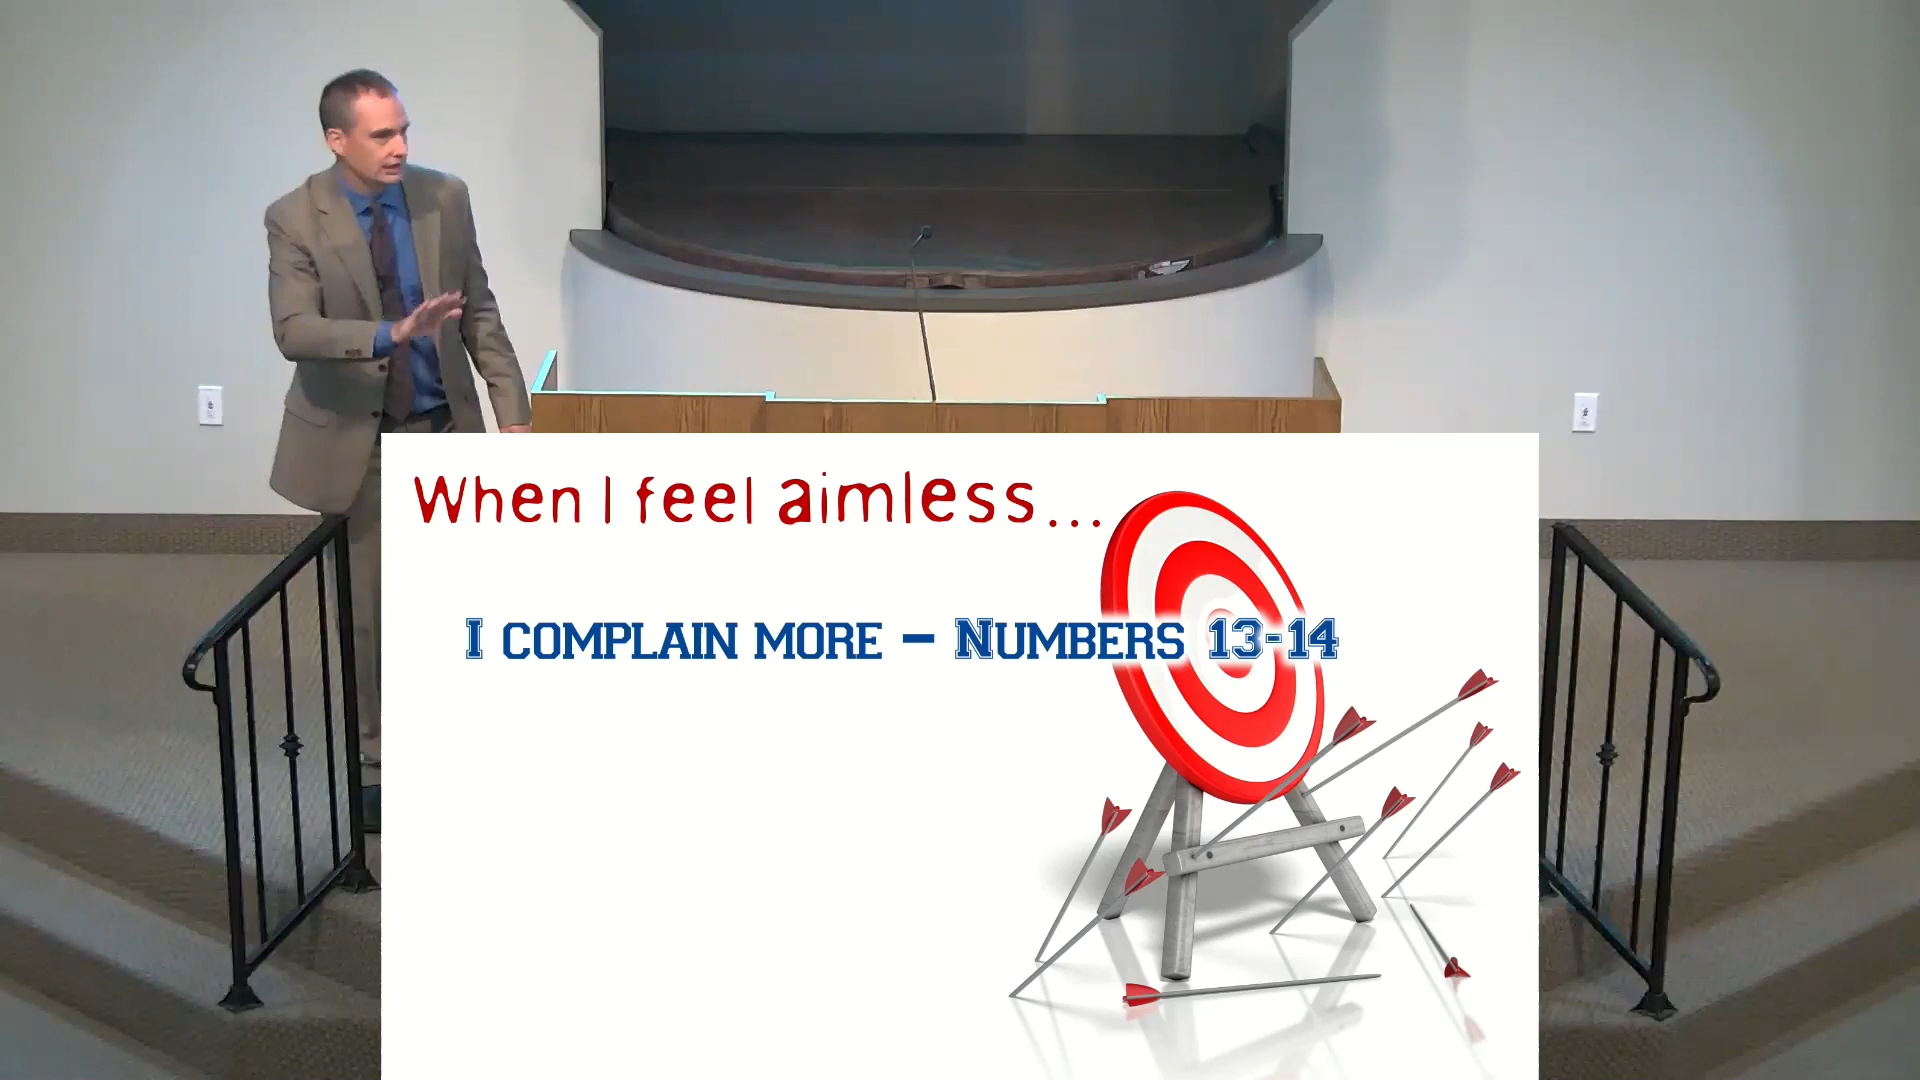 When I feel aimless...
I complain more – Numbers 13-14